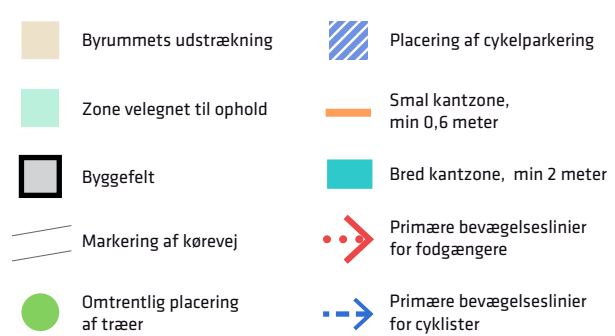 Byrummets udstrækning
Zone velegnet til ophold
Byggefelt
Markering af kørevej
Omtrentlig placering
af træer
Placering af cykelparkering
Smal kantzone,
min 0,6 meter
Bred kantzone, min 2 meter
Primære bevægelseslinier
for fodgængere
Primære bevægelseslinier
for cyklister